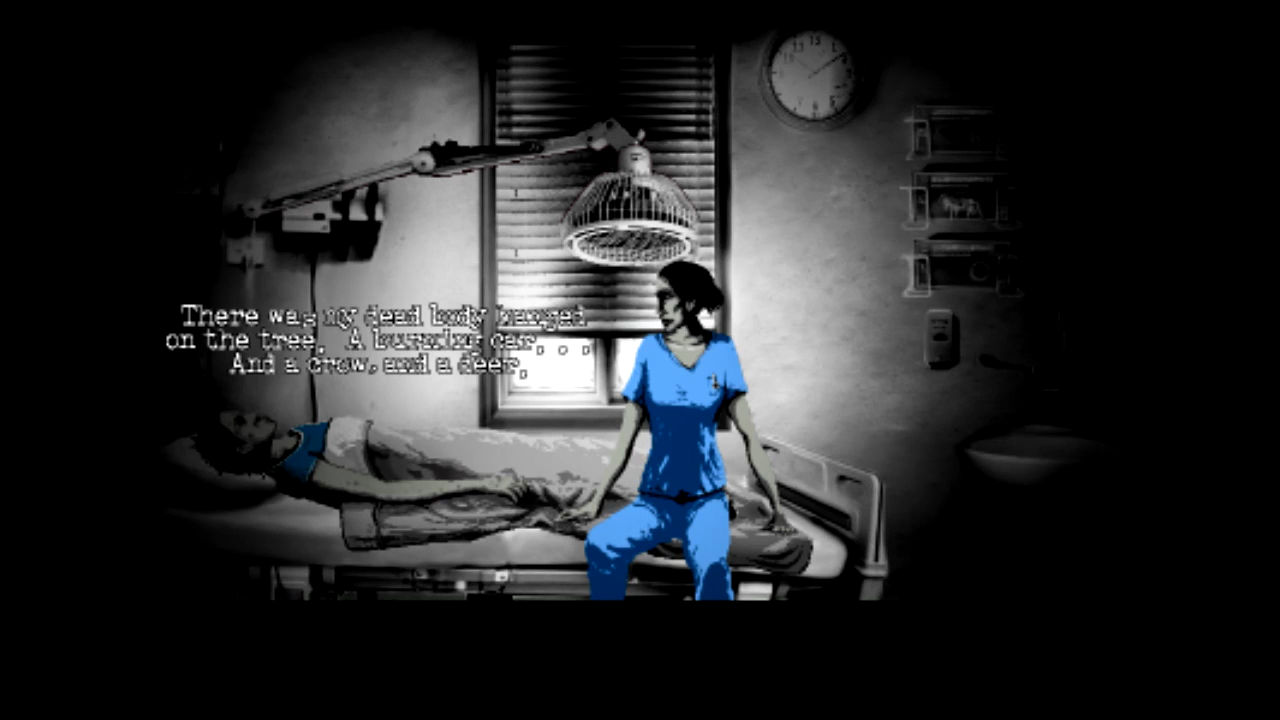 There was my dead body hanged
on the tree. A burning car. . .
And a crow, and a deer.